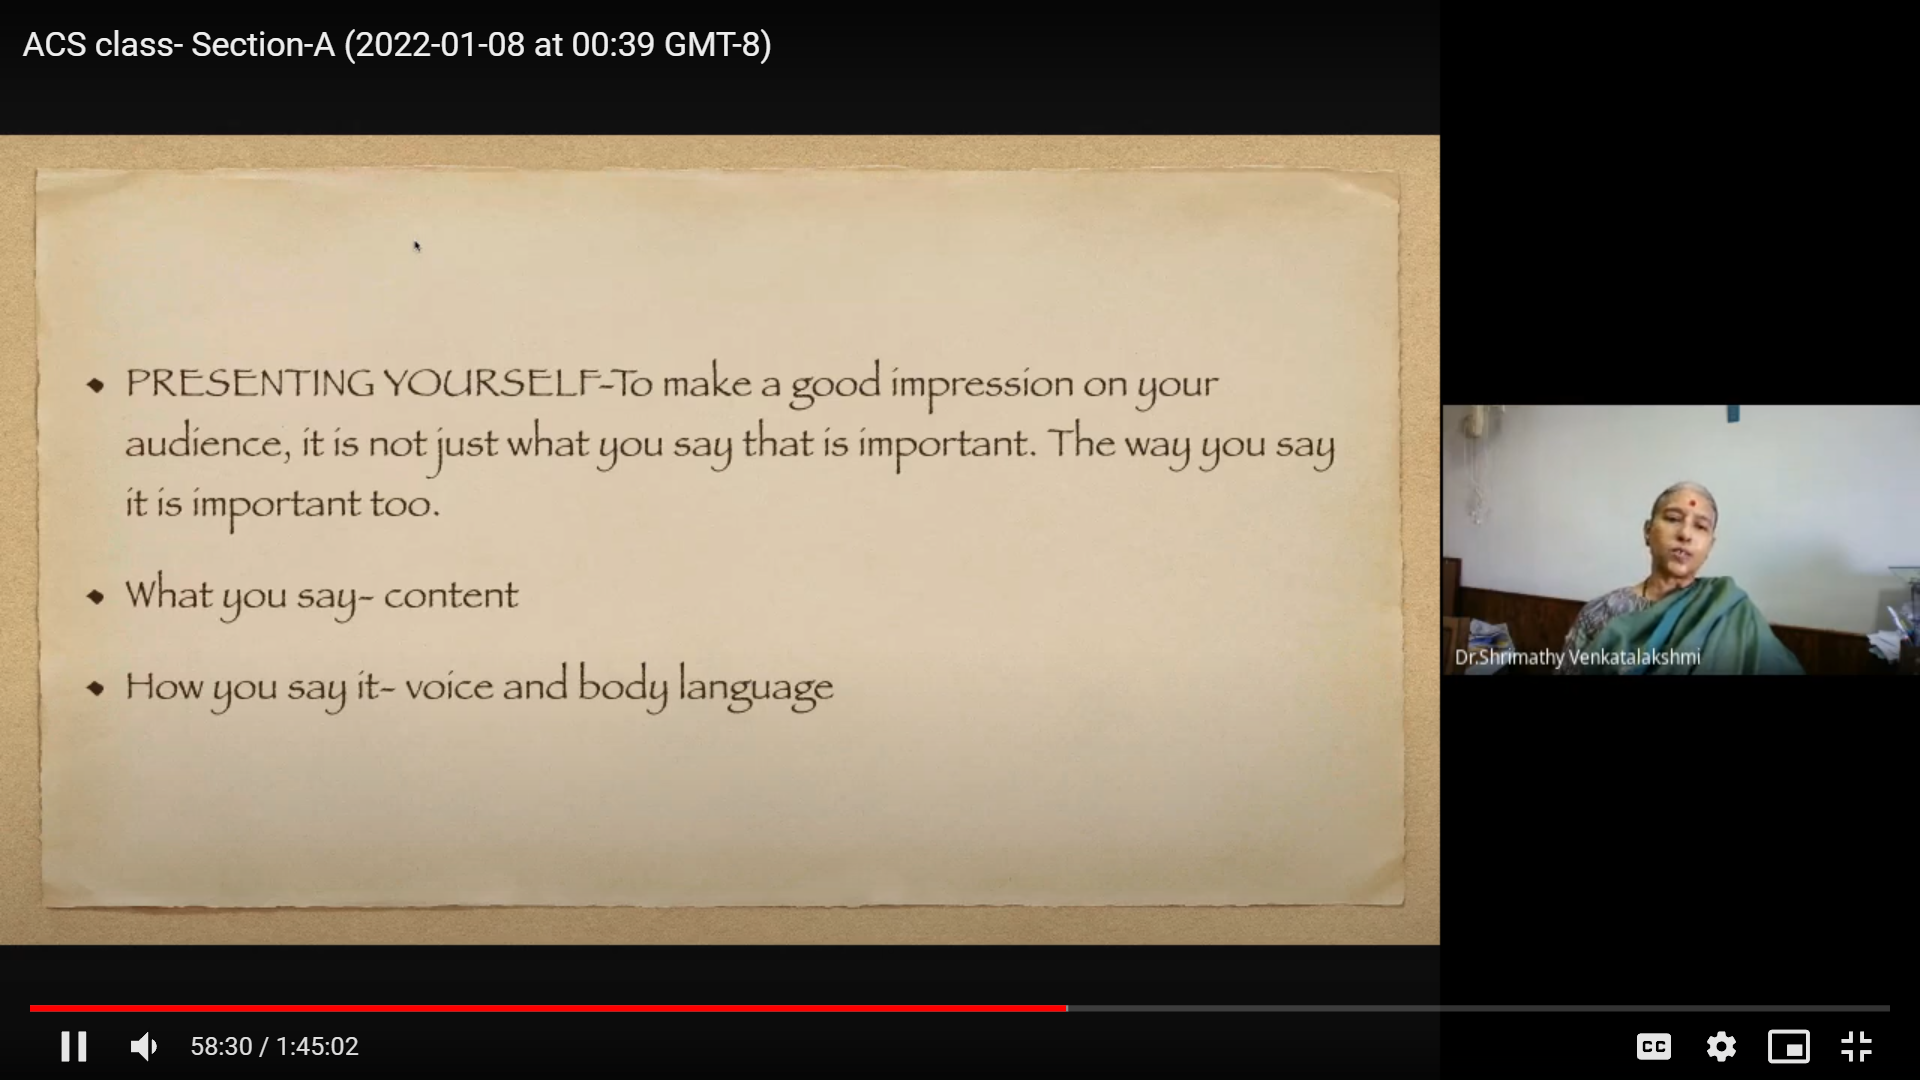 ACS class- Section-A (2022-01-08 at 00:39 GMT-8)
PRESENTING YOURSELF-To make a good impression on your
audience, it is not just what you say that is important. The way you say
it is important too.
What you say- content
How you say it- voice and body language
Dr.Shrimathy Venkatalakshmi
58:30 / 1:45:02
CC